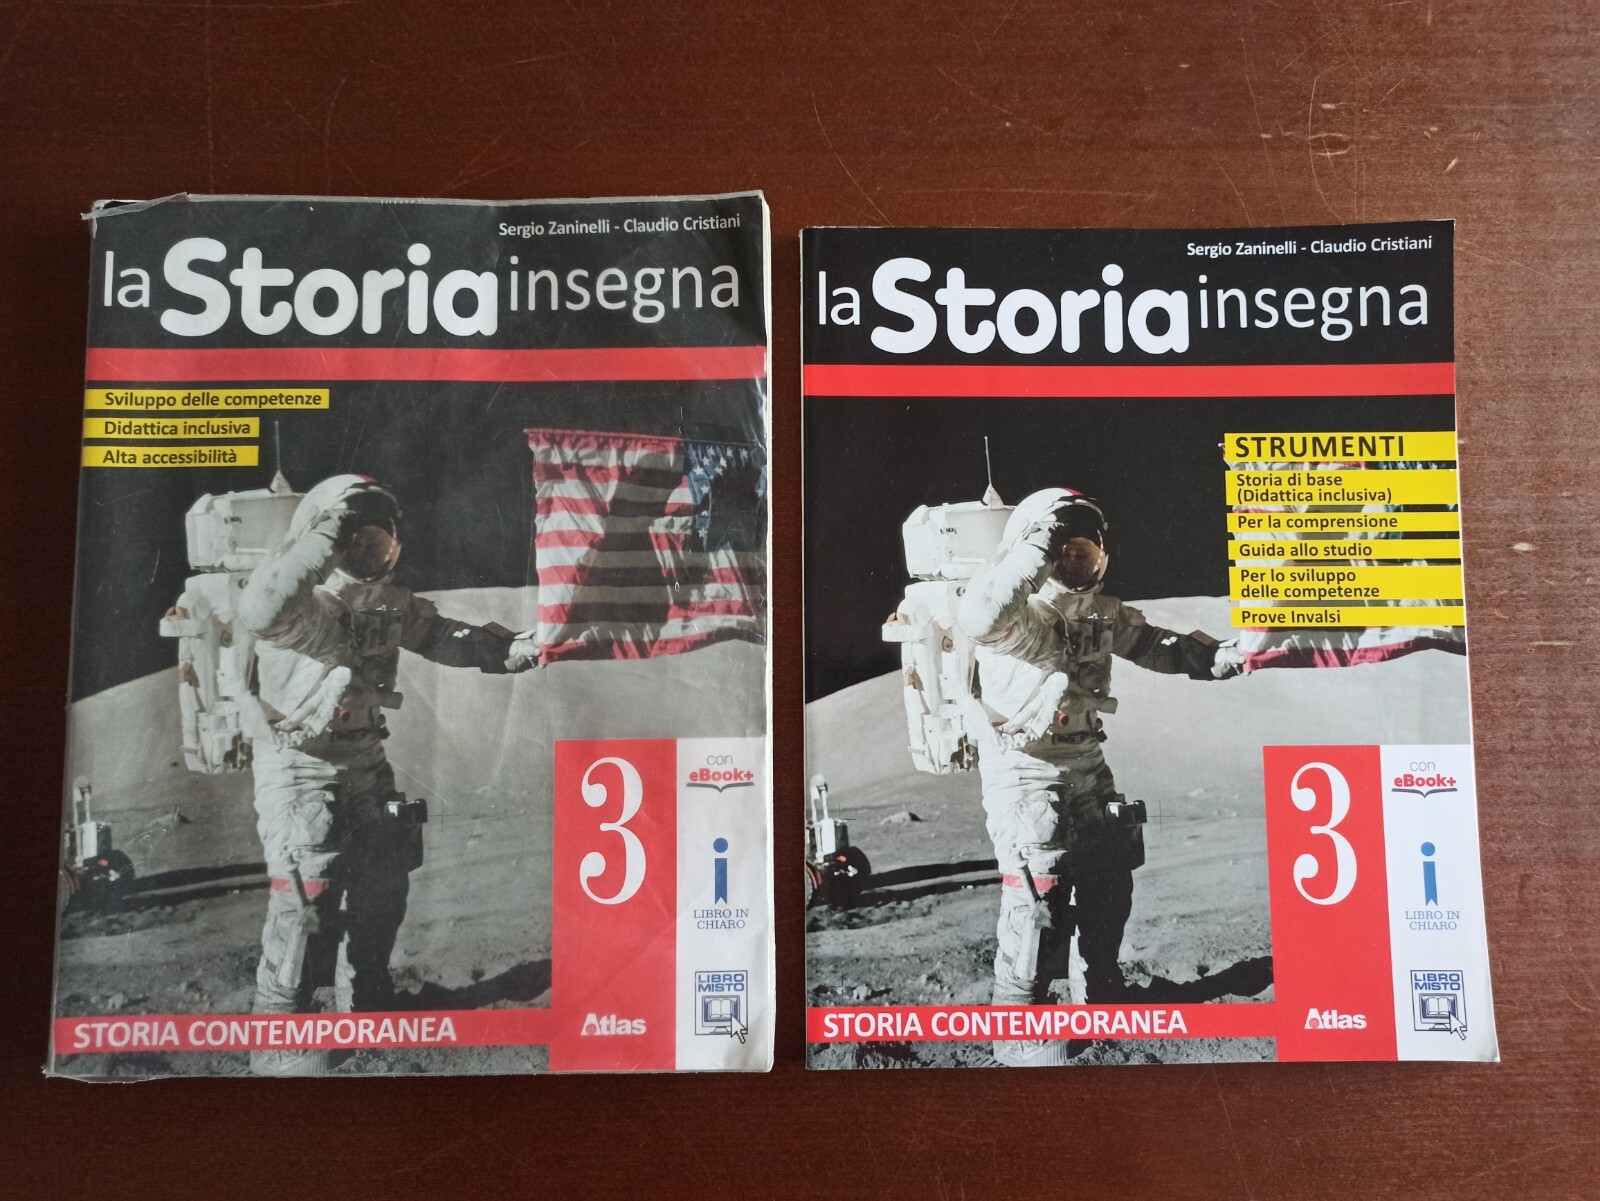 Sergio Zaninelli - Claudio Cristiani
la Storia insegna
Sviluppo delle competenze
Didattica inclusiva
Alta accessibilità
3
con
eBook+
i
LIBRO IN
CHIARO
LIBRO
MISTO
STORIA CONTEMPORANEA
Atlas
Sergio Zaninelli - Claudio Cristiani
la Storia insegna
STRUMENTI
Storia di base
(Didattica inclusiva)
Per la comprensione
Guida allo studio
Per lo sviluppo
delle competenze
Prove Invalsi
3
con
eBook+
i
LIBRO IN
CHIARO
LIBRO
MISTO
STORIA CONTEMPORANEA
Atlas